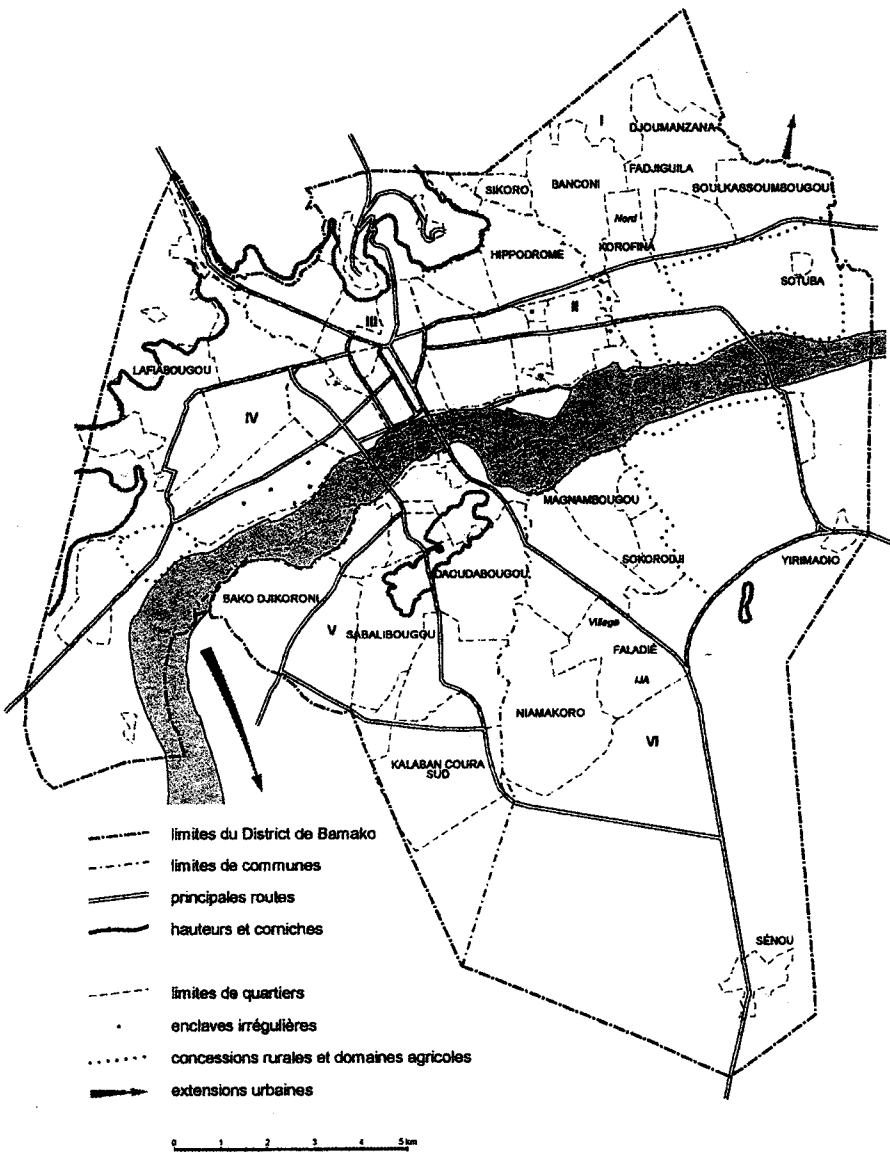 I
DJOUMANZANA
FADJIGUILA
SIKORO
BANCONI
SOULKASSOUMBOUGOU
Nord
HIPPODROME
KOROFINA
SOTUBA
II
III
LAFIABOUGOU
IV
MAGNAMBOUGOU
SOKORODJI
YIRIMADIO
DAOUDABOUGOU
BAKO DJIKORONI
Village
V
SABALIBOUGOU
FALADIÉ
IJA
NIAMAKORO
VI
KALABAN COURA
SUD
limites du District de Bamako
limites de communes
principales routes
hauteurs et corniches
SÉNOU
limites de quartiers
enclaves irrégulières
concessions rurales et domaines agricoles
extensions urbaines
0 1 2 3 4 5 km